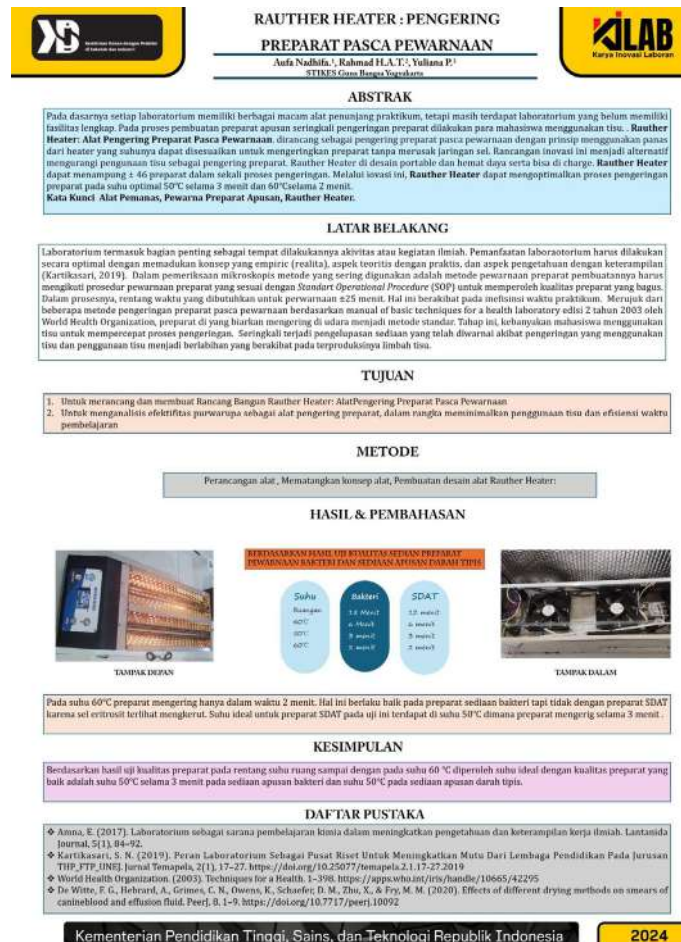 RAUTHER HEATER : PENGERING
PREPARAT PASCA PEWARNAAN
Aufa Nadhifa.¹, Rahmad H.A.T.², Yuliana P.³
STIKES Guna Bangsa Yogyakarta
KILAB
Karya Inovasi Laboran
ABSTRAK
Pada dasarnya setiap laboratorium memiliki berbagai macam alat penunjang praktikum, tetapi masih terdapat laboratorium yang belum memiliki
fasilitas lengkap. Pada proses pembuatan preparat apusan seringkali pengeringan preparat dilakukan para mahasiswa menggunakan tisu. . Rauther
Heater: Alat Pengering Preparat Pasca Pewarnaan. dirancang sebagai pengering preparat pasca pewarnaan dengan prinsip menggunakan panas
dari heater yang suhunya dapat disesuaikan untuk mengeringkan preparat tanpa merusak jaringan sel. Rancangan inovasi ini menjadi alternatif
mengurangi pengunaan tisu sebagai pengering preparat. Rauther Heater di desain portable dan hemat daya serta bisa di charge. Rauther Heater
dapat menampung ± 46 preparat dalam sekali proses pengeringan. Melalui iovasi ini, Rauther Heater dapat mengoptimalkan proses pengeringan
preparat pada suhu optimal 50°C selama 3 menit dan 60°Cselama 2 menit.
Kata Kunci Alat Pemanas, Pewarna Preparat Apusan, Rauther Heater.
LATAR BELAKANG
Laboratorium termasuk bagian penting sebagai tempat dilakukannya akivitas atau kegiatan ilmiah. Pemanfaatan laboraotorium harus dilakukan
secara optimal dengan memadukan konsep yang empiric (realita), aspek teoritis dengan praktis, dan aspek pengetahuan dengan keterampilan
(Kartikasari, 2019). Dalam pemeriksaan mikroskopis metode yang sering digunakan adalah metode pewarnaan preparat pembuatannya harus
mengikuti prosedur pewarnaan preparat yang sesuai dengan Standort Operational Procedure (SOP) untuk memperoleh kualitas preparat yang bagus.
Dalam prosesnya, rentang waktu yang dibutuhkan untuk perwarnaan ±25 menit. Hal ini berakibat pada inefisinsi waktu praktikum. Merujuk dari
beberapa metode pengeringan preparat pasca pewarnaan berdasarkan manual of basic techniques for a health laboratory edisi 2 tahun 2003 oleh
World Health Organization, preparat di yang biarkan mengering di udara menjadi metode standar. Tahap ini, kebanyakan mahasiswa menggunakan
tisu untuk mempercepat proses pengeringan. Seringkali terjadi pengelupasan sediaan yang telah diwarnai akibat pengeringan yang menggunakan
tisu dan penggunaan tisu menjadi berlabihan yang berakibat pada terproduksinya limbah tisu.
TUJUAN
1. Untuk merancang dan membuat Rancang Bangun Rauther Heater: AlatPengering Preparat Pasca Pewarnaan
2. Untuk menganalisis efektifitas purwarupa sebagai alat pengering preparat, dalam rangka meminimalkan penggunaan tisu dan efisiensi waktu
pembelajaran
METODE
Perancangan alat , Mematangkan konsep alat, Pembuatan desain alat Rauther Heater:
HASIL & PEMBAHASAN
BERDASARKAN HASIL UJI KUALITAS SEDIAN PREPARAT
PEWARNAAN BAKTERI DAN SEDIAAN APUSAN DARAH TIPIS
Suhu Bakteri SDAT
Ruangan
60°C
2 menit
TAMPAK DEPAN
TAMPAK DALAM
Pada suhu 60°C preparat mengering hanya dalam waktu 2 menit. Hal ini berlaku baik pada preparat sediaan bakteri tapi tidak dengan preparat SDAT
karena sel eritrosit terlihat mengkerut. Suhu ideal untuk preparat SDAT pada uji ini terdapat di suhu 50°C dimana preparat mengerig selama 3 menit .
KESIMPULAN
Berdasarkan hasil uji kualitas preparat pada rentang suhu ruang sampai dengan pada suhu 60 °C diperoleh suhu ideal dengan kualitas preparat yang
baik adalah suhu 50°C selama 3 menit pada sediaan apusan bakteri dan suhu 50°C pada sediaan apusan darah tipis.
DAFTAR PUSTAKA
❖ Amna, E. (2017). Laboratorium sebagai sarana pembelajaran kimia dalam meningkatkan pengetahuan dan keterampilan kerja ilmiah. Lantanida
Journal, 5(1), 84–92.
❖ Kartikasari, S. N. (2019). Peran Laboratorium Sebagai Pusat Riset Untuk Meningkatkan Mutu Dari Lembaga Pendidikan Pada Jurusan
THP_FTP_UNEJ. Jurnal Temapela, 2(1), 17–27. https://doi.org/10.25077/temapela.2.1.17-27.2019
❖ World Health Organization. (2003). Techniques for a Health. 1–398. https://apps.who.int/iris/handle/10665/42295
❖ De Witte, F. G., Hebrard, A., Grimes, C. N., Owens, K., Schaefer, D. M., Zhu, X., & Fry, M. M. (2020). Effects of different drying methods on smears of
canineblood and effusion fluid. PeerJ, 8, 1–9. https://doi.org/10.7717/peerj.10092
Kementerian Pendidikan Tinggi, Sains, dan Teknologi Republik Indonesia
2024